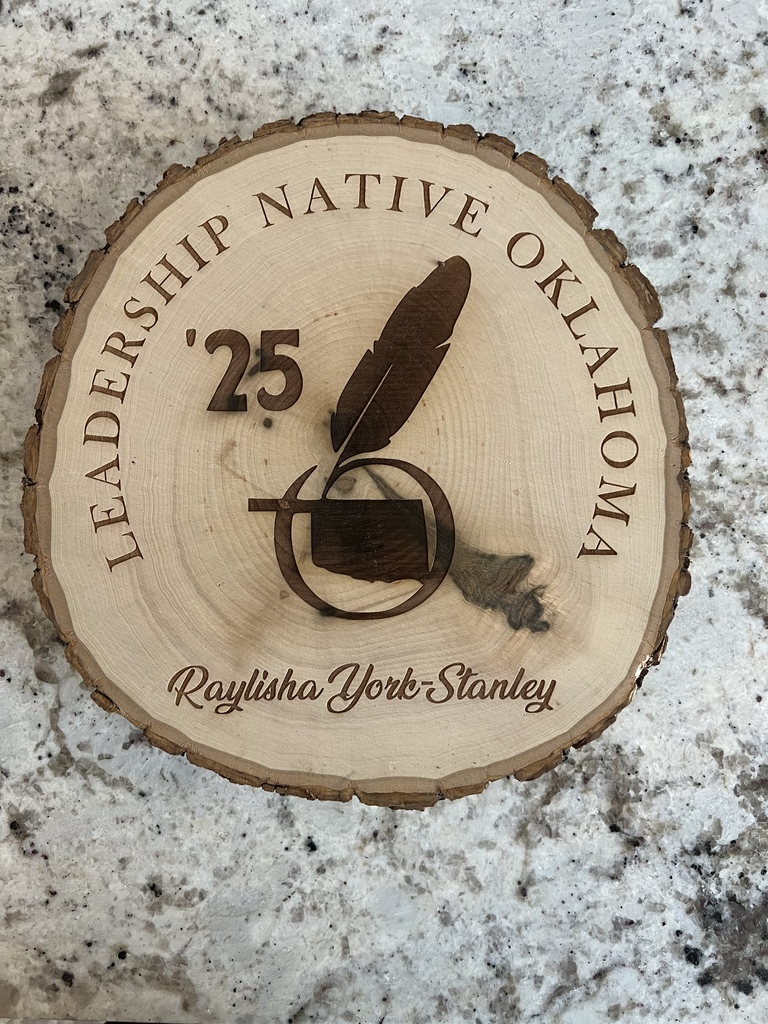 LEADERSHIP NATIVE OKLAHOMA
'25
Raylisha York-Stanley